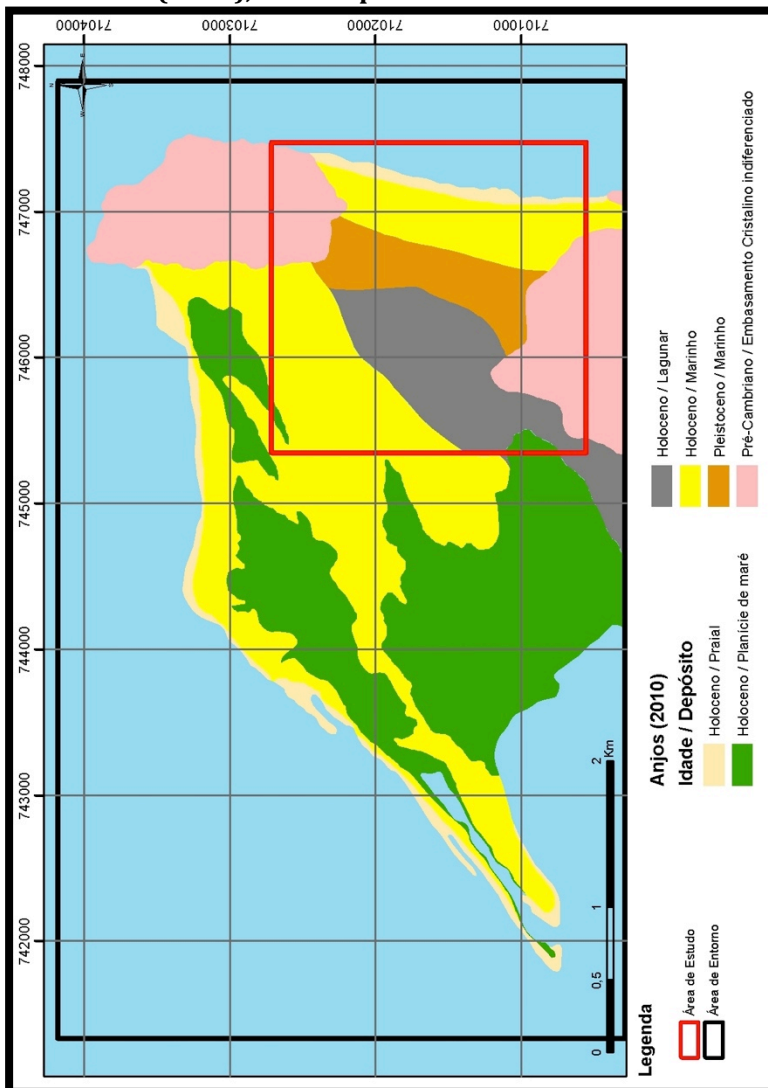 7104000
7103000
7102000
7101000
748000
747000
746000
745000
744000
743000
742000
0 0,5 1 2
Km
Legenda
Área de Estudo
Área de Entorno
Anjos (2010)
Idade / Depósito
Holoceno / Praial
Holoceno / Planície de maré
Holoceno / Lagunar
Holoceno / Marinho
Pleistoceno / Marinho
Pré-Cambriano / Embasamento Cristalino indiferenciado